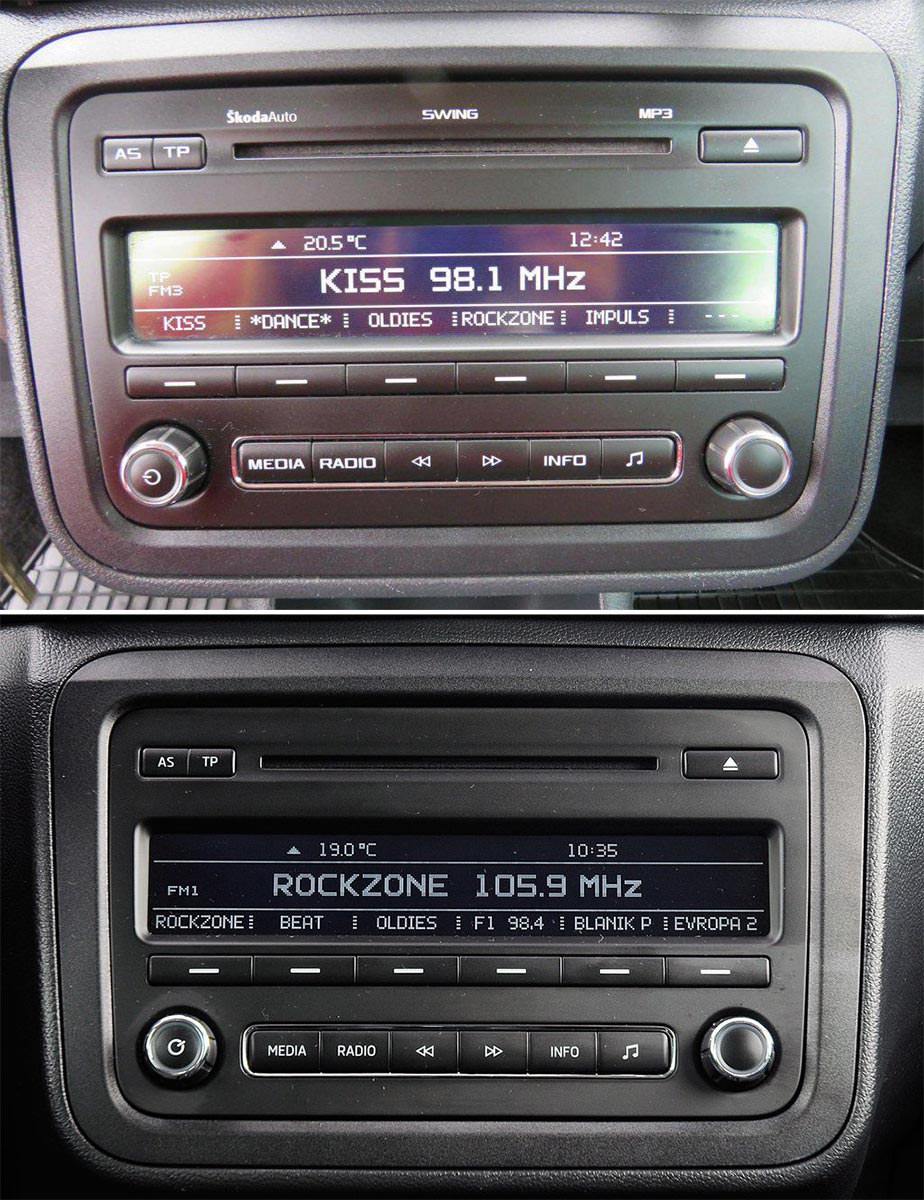 ŠkodaAuto SWING MP3
AS TP
20.5°C 12:42
TP
FM3
KISS 98.1 MHz
KISS *DANCE* OLDIES ROCKZONE IMPULS ---
MEDIA RADIO INFO
AS TP
19.0°C 10:35
FM1
ROCKZONE 105.9 MHz
ROCKZONE BEAT OLDIES F1 98.4 BLANIK P EVROPA 2
MEDIA RADIO INFO